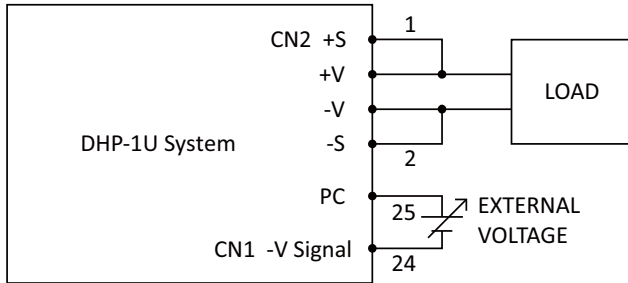 1
CN2 +S
+V
-V
LOAD
DHP-1U System
-S
2
PC
25
EXTERNAL
VOLTAGE
CN1 -V Signal
24